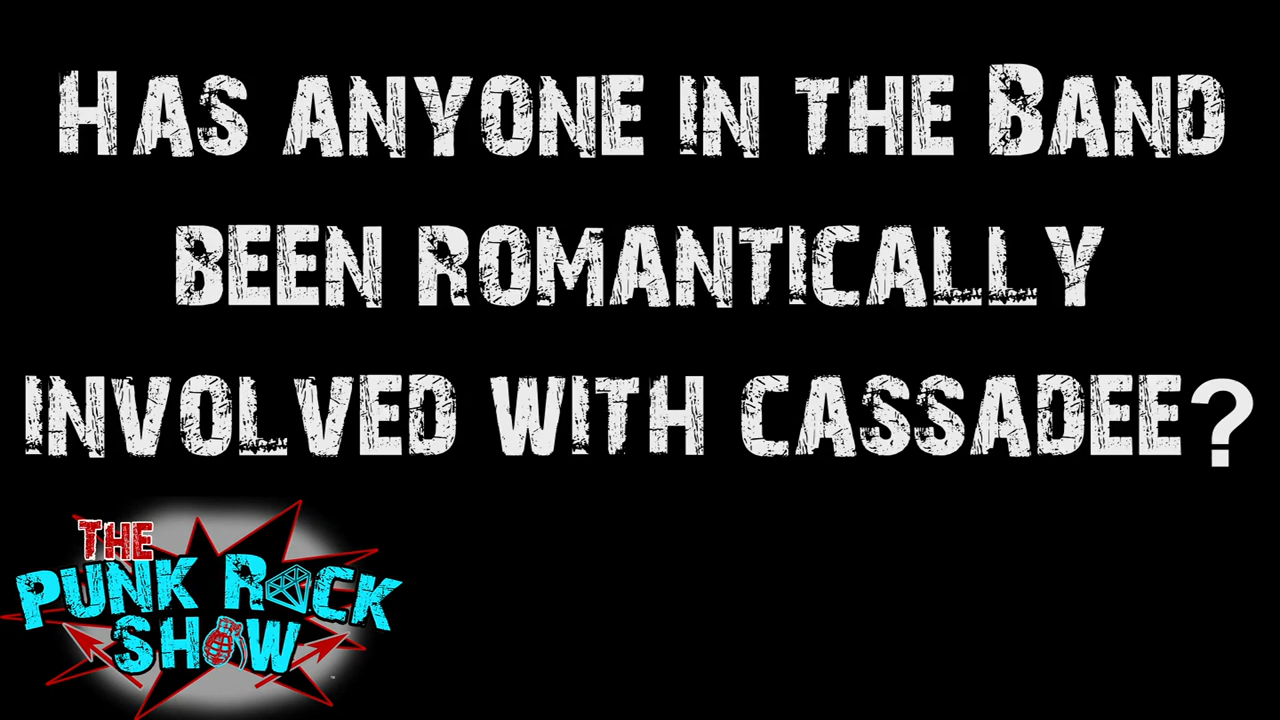 Has anyone in the Band
been romantically
involved with Cassadee?
The
Punk Rock
Show